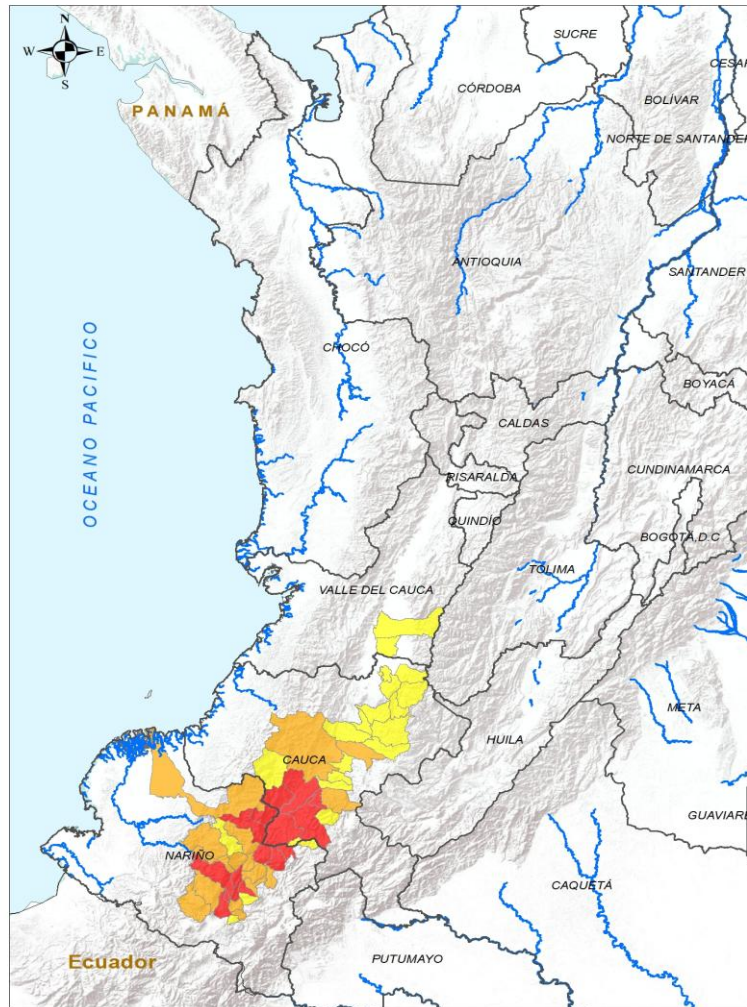 SUCRE
N
CESAR
W E
CÓRDOBA
S
BOLÍVAR
PANAMÁ
NORTE DE SANTANDER
ANTIOQUIA
SANTANDER
OCEANO PACIFICO
CHOCÓ
BOYACÁ
CALDAS
CUNDINAMARCA
RISARALDA
QUINDÍO
BOGOTÁ,D.C
TOLIMA
VALLE DEL CAUCA
META
HUILA
CAUCA
GUAVIARE
NARIÑO
CAQUETÁ
Ecuador
PUTUMAYO